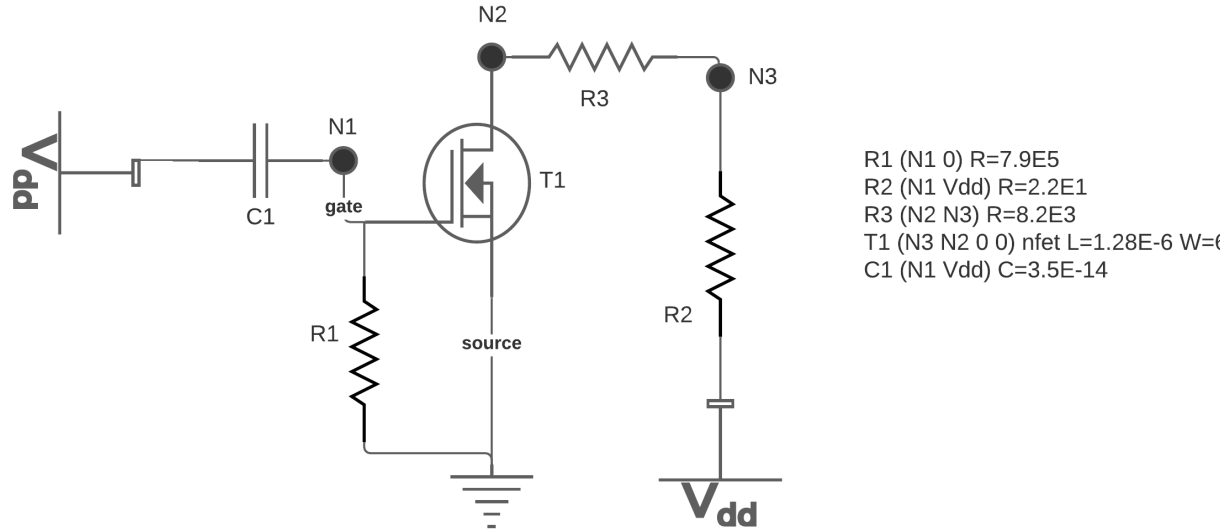 N2
N3
R3
N1
Vdd
T1
gate
C1
R1 (N1 0) R=7.9E5
R2 (N1 Vdd) R=2.2E1
R3 (N2 N3) R=8.2E3
T1 (N3 N2 0 0) nfet L=1.28E-6 W=6
C1 (N1 Vdd) C=3.5E-14
R2
R1
source
Vdd